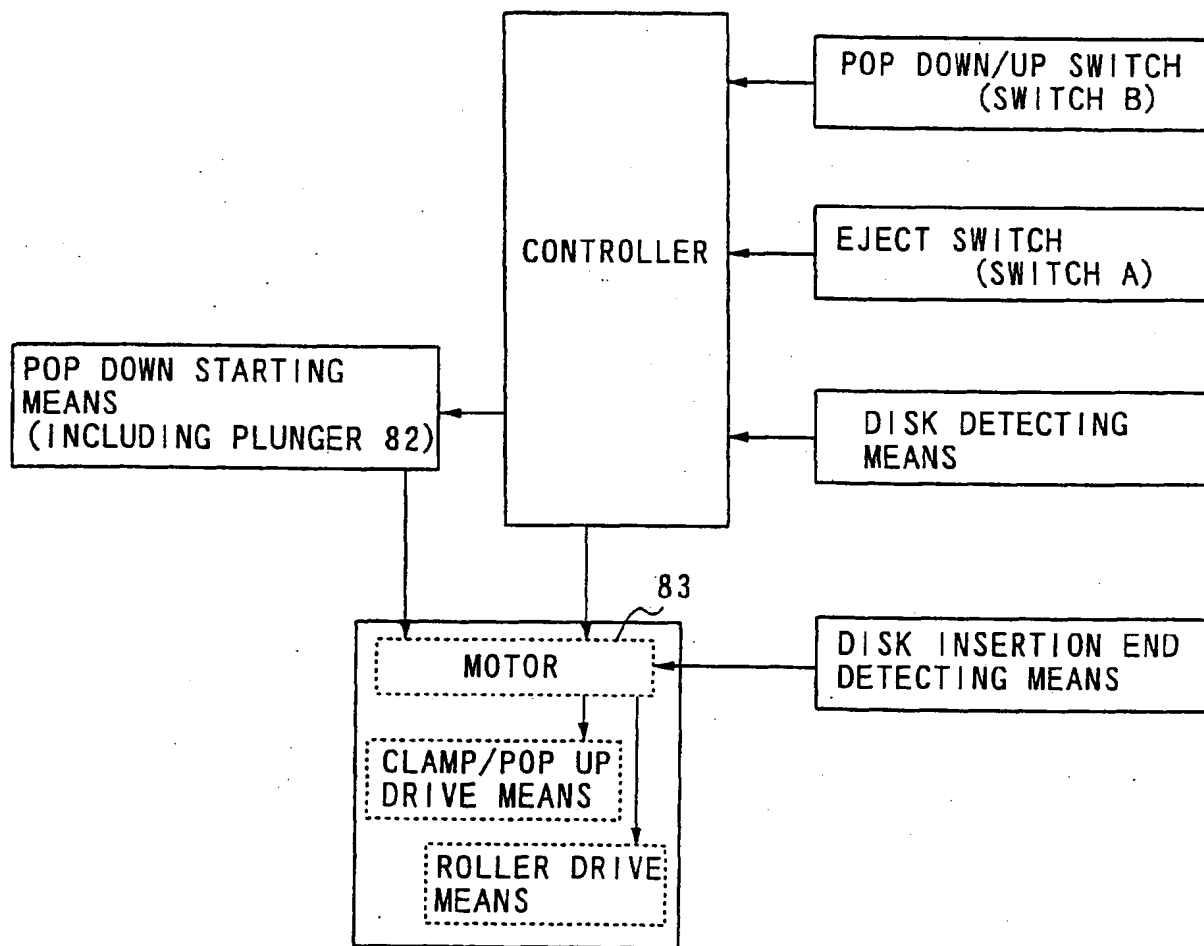 POP DOWN/UP SWITCH
(SWITCH B)
EJECT SWITCH
(SWITCH A)
CONTROLLER
POP DOWN STARTING
MEANS
(INCLUDING PLUNGER 82)
DISK DETECTING
MEANS
83
MOTOR
DISK INSERTION END
DETECTING MEANS
CLAMP/POP UP
DRIVE MEANS
ROLLER DRIVE
MEANS